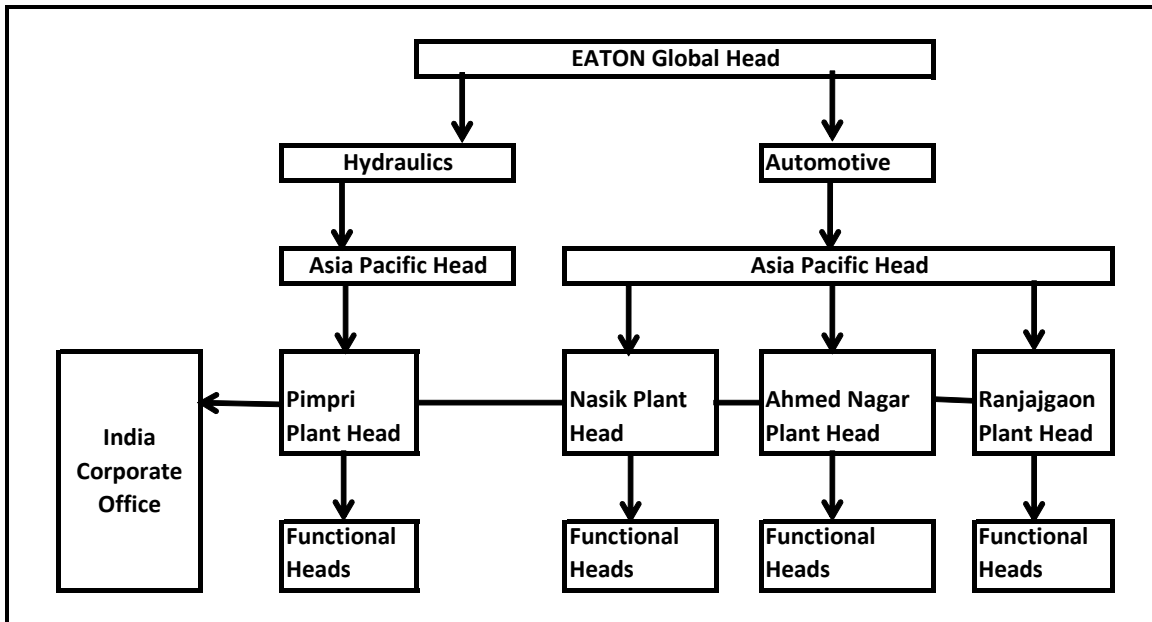 EATON Global Head
Hydraulics
Automotive
Asia Pacific Head
Asia Pacific Head
India
Corporate
Office
Pimpri
Plant Head
Nasik Plant
Head
Ahmed Nagar
Plant Head
Ranjajgaon
Plant Head
Functional
Heads
Functional
Heads
Functional
Heads
Functional
Heads